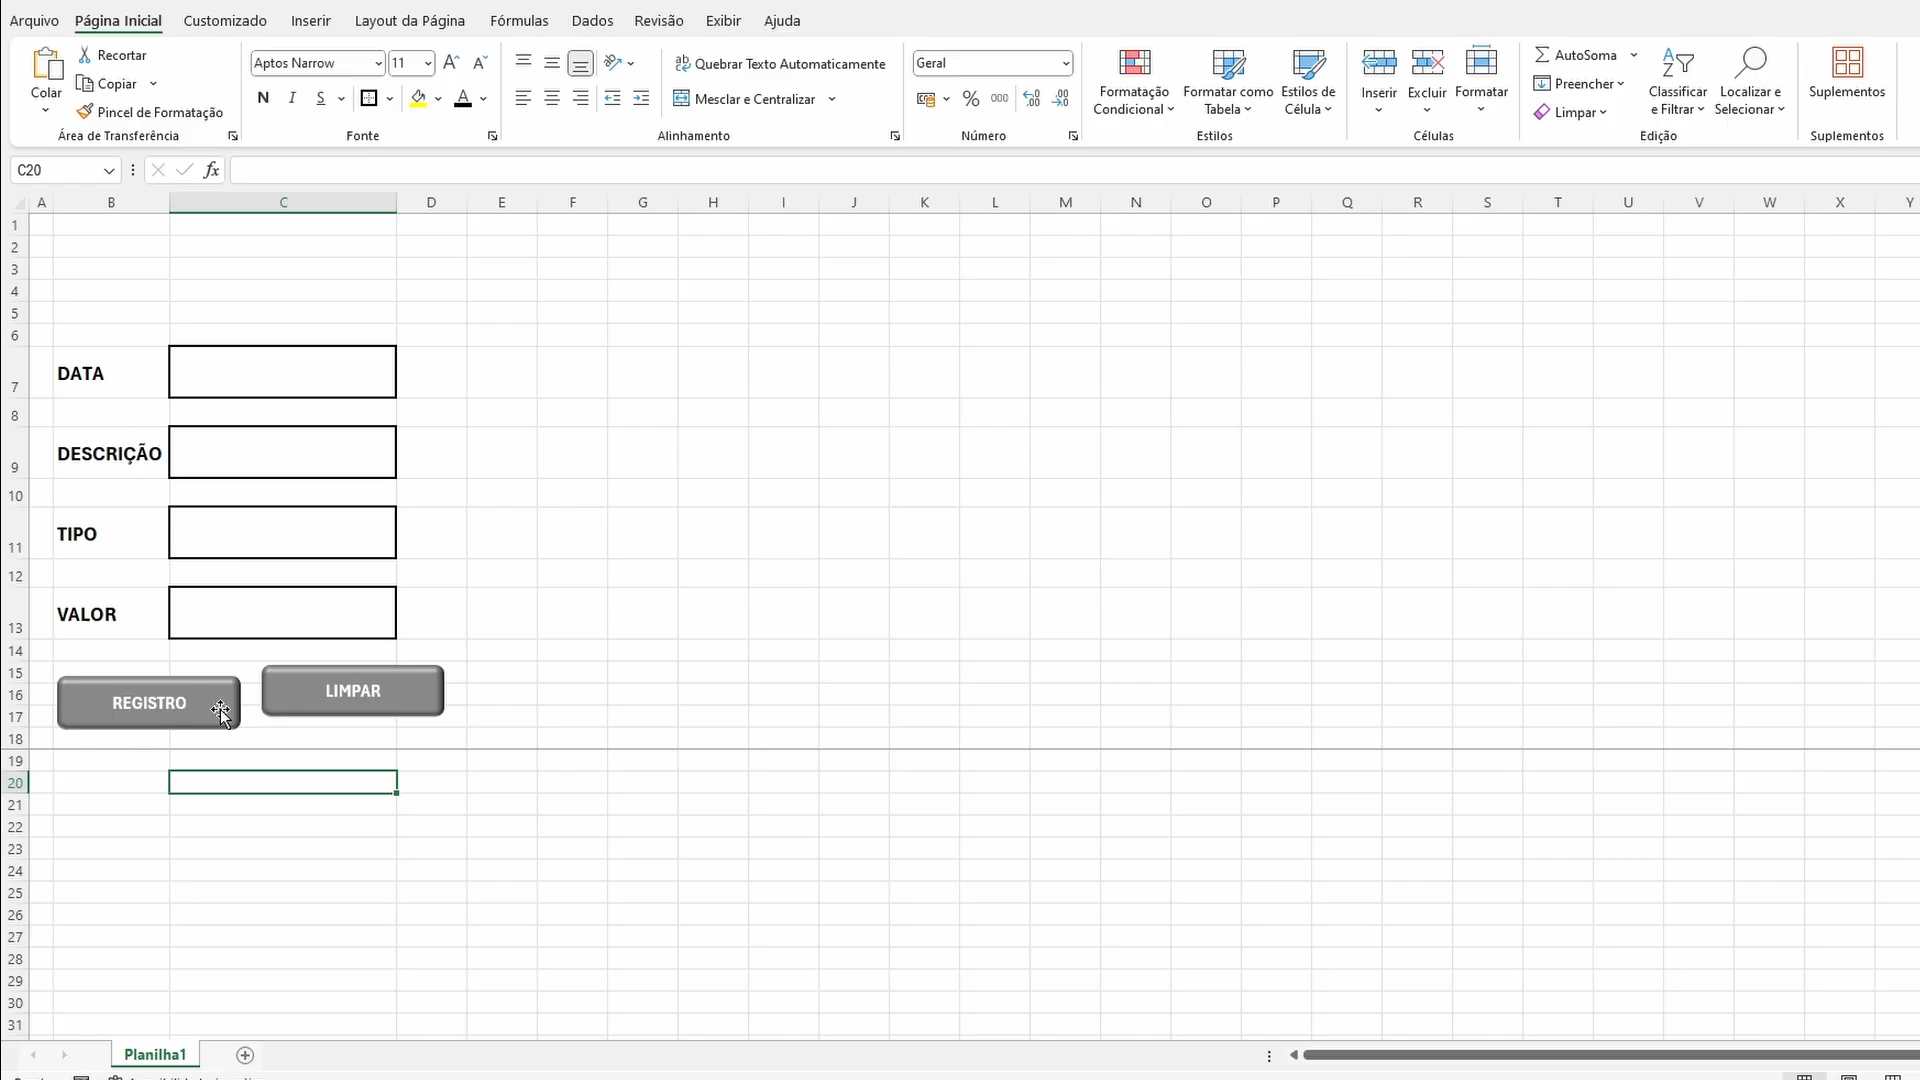 Arquivo Página Inicial Customizado Inserir Layout da Página Fórmulas Dados Revisão Exibir Ajuda
Colar
Recortar
Copiar
Pincel de Formatação
Área de Transferência
Aptos Narrow 11 A^ A˅
N I S A
Fonte
ab Quebrar Texto Automaticamente
Mesclar e Centralizar
Alinhamento
Geral
% 000
Número
Formatação Condicional
Formatar como Tabela
Estilos de Célula
Estilos
Inserir Excluir Formatar
Células
AutoSoma
Preencher
Limpar
Classificar e Filtrar
Localizar e Selecionar
Edição
Suplementos
Suplementos
C20 fx
A B C D E F G H I J K L M N O P Q R S T U V W X Y
1
2
3
4
5
6
DATA
7
8
DESCRIÇÃO
9
10
TIPO
11
12
VALOR
13
14
15
LIMPAR
16
REGISTRO
17
18
19
20
21
22
23
24
25
26
27
28
29
30
31
Planilha1